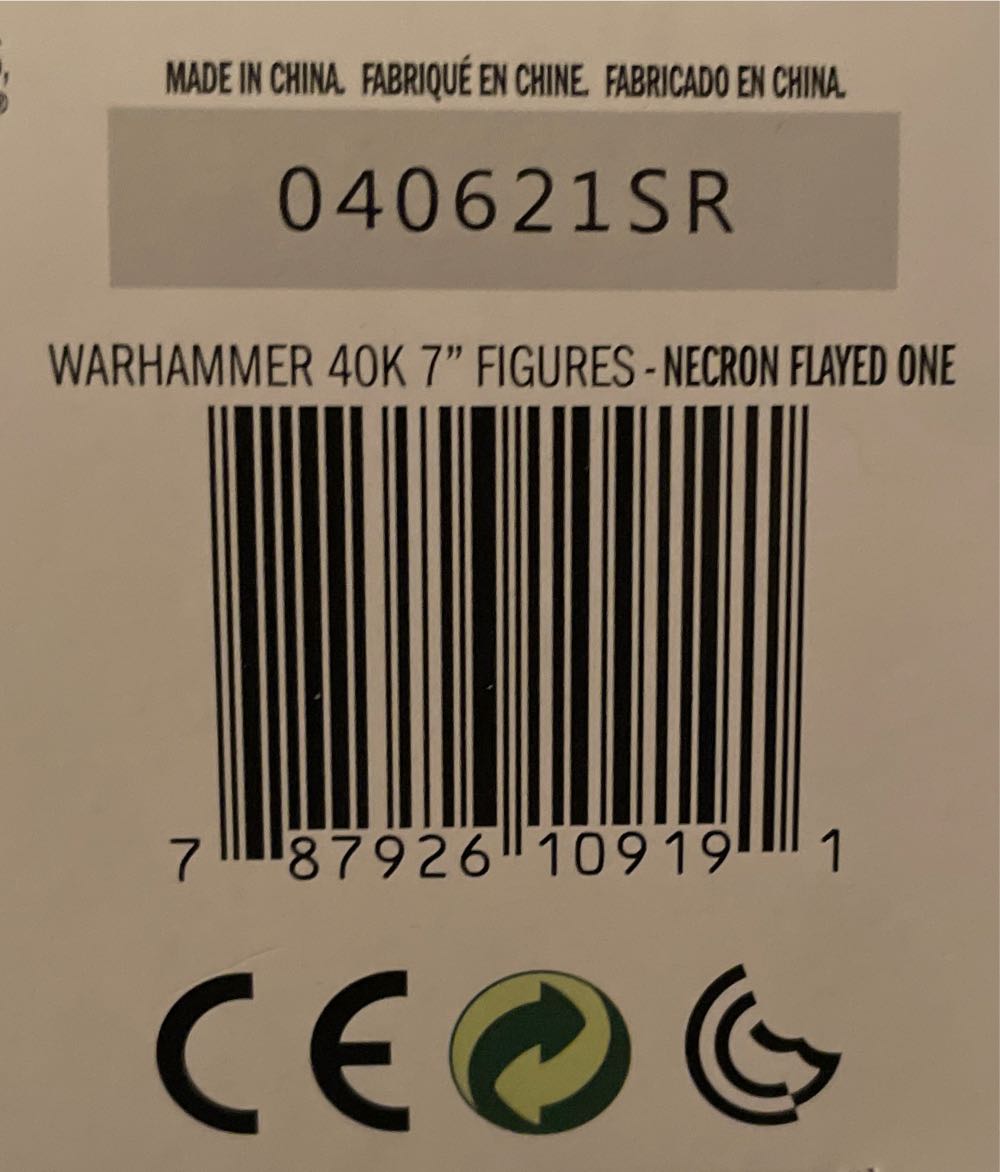 MADE IN CHINA. FABRIQUÉ EN CHINE. FABRICADO EN CHINA.
040621SR
WARHAMMER 40K 7” FIGURES - NECRON FLAYED ONE
7 87926 10919 1
CE